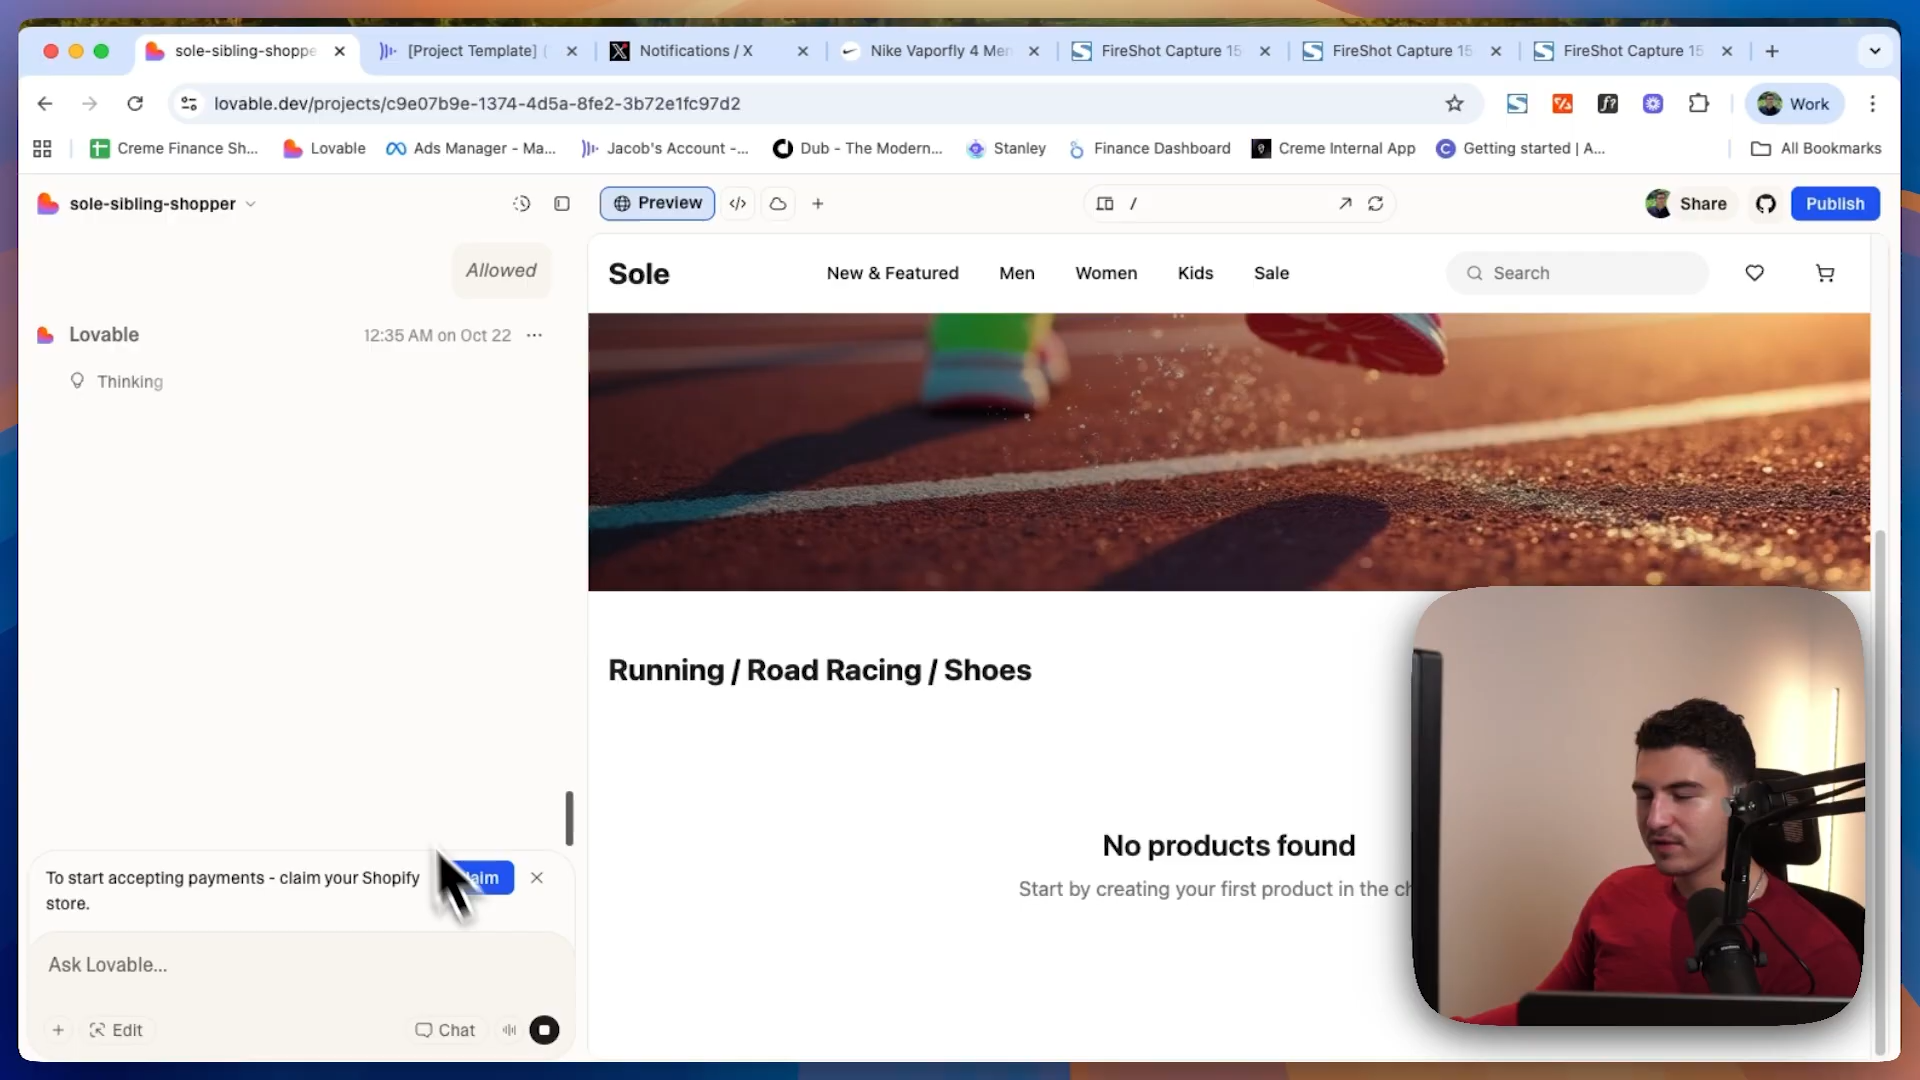 sole-sibling-shoppe
[Project Template] (
Notifications / X
Nike Vaporfly 4 Men
FireShot Capture 15
FireShot Capture 15
FireShot Capture 15
lovable.dev/projects/c9e07b9e-1374-4d5a-8fe2-3b72e1fc97d2
Work
Creme Finance Sh...
Lovable
Ads Manager - Ma...
Jacob's Account -...
Dub - The Modern...
Stanley
Finance Dashboard
Creme Internal App
Getting started | A...
All Bookmarks
sole-sibling-shopper
Preview
/
Share
Publish
Allowed
Lovable
12:35 AM on Oct 22
Thinking
Sole
New & Featured
Men
Women
Kids
Sale
Search
Running / Road Racing / Shoes
No products found
Start by creating your first product in the ch
To start accepting payments - claim your Shopify
store.
aim
Ask Lovable...
Edit
Chat